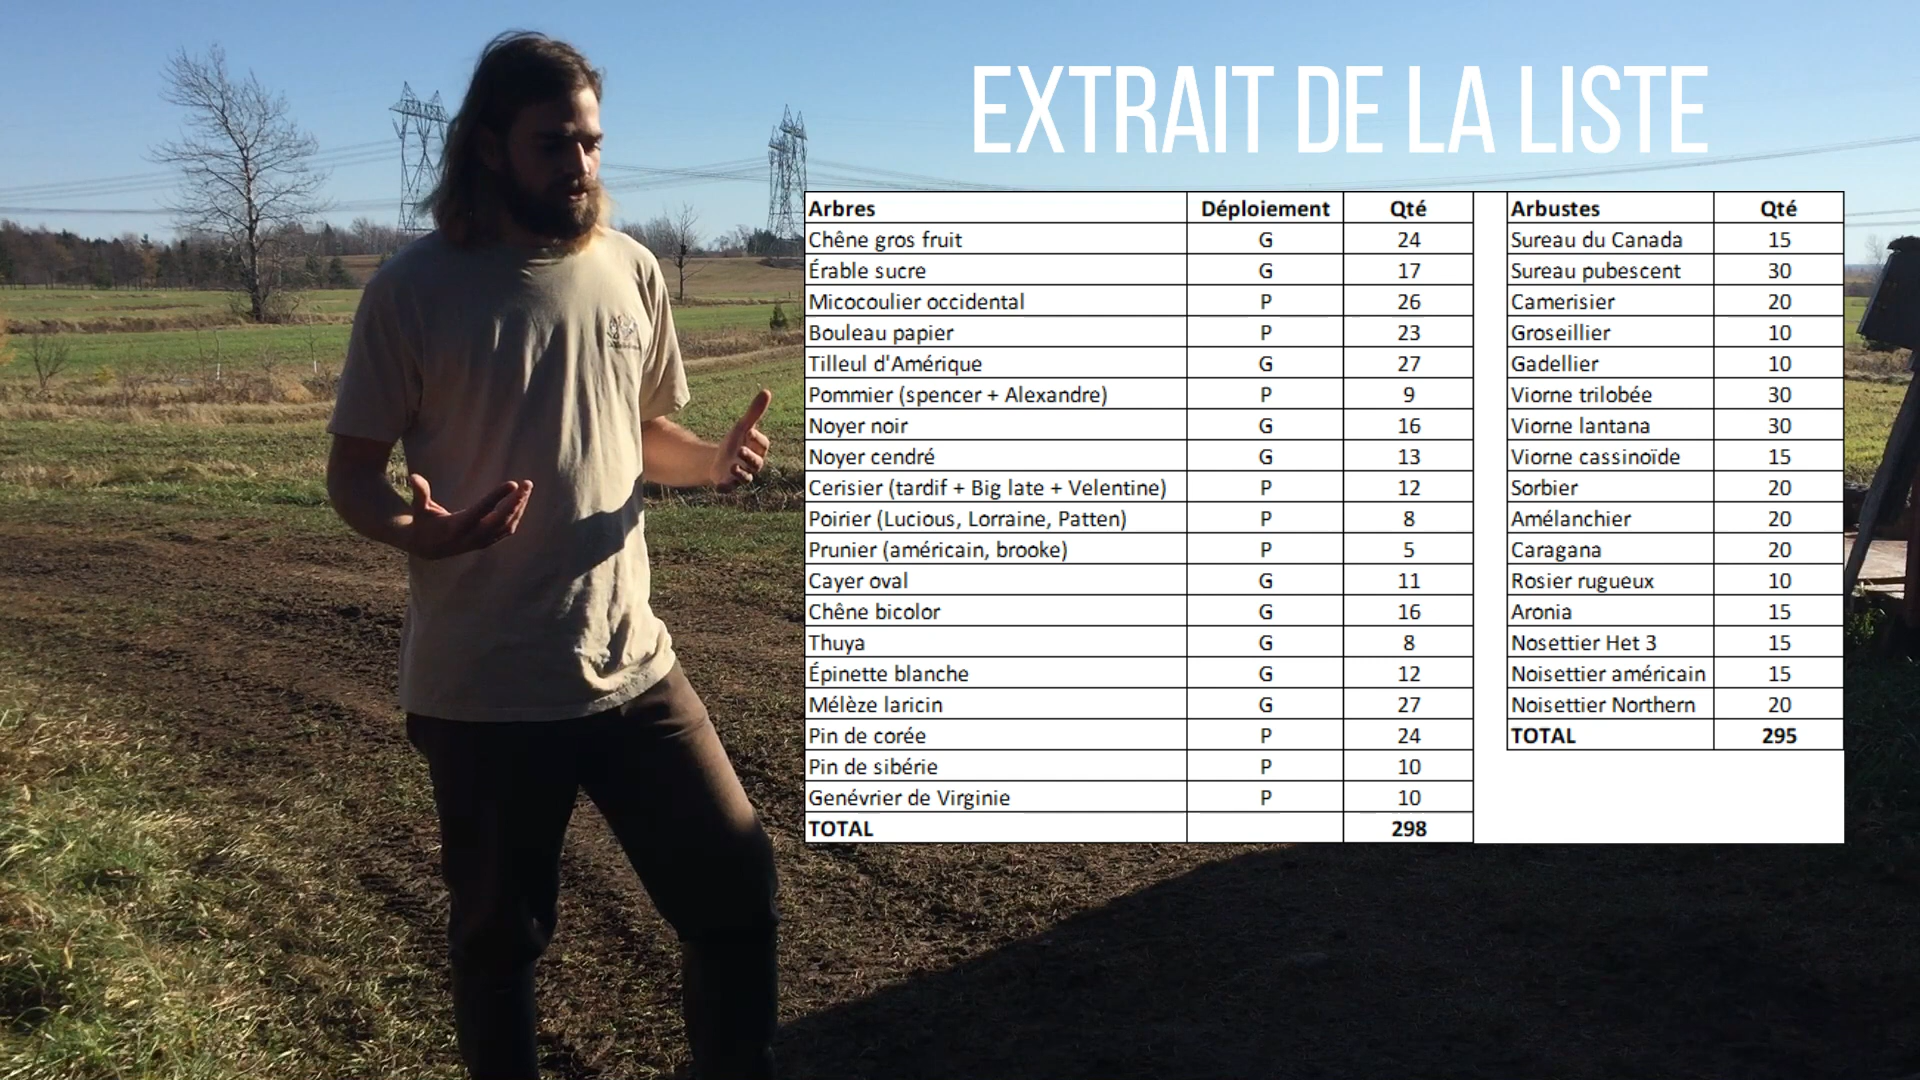 EXTRAIT DE LA LISTE
Arbres Déploiement Qté
Chêne gros fruit G 24
Érable sucre G 17
Micocoulier occidental P 26
Bouleau papier P 23
Tilleul d'Amérique G 27
Pommier (spencer + Alexandre) P 9
Noyer noir G 16
Noyer cendré G 13
Cerisier (tardif + Big late + Velentine) P 12
Poirier (Lucious, Lorraine, Patten) P 8
Prunier (américain, brooke) P 5
Cayer oval G 11
Chêne bicolor G 16
Thuya G 8
Épinette blanche G 12
Mélèze laricin G 27
Pin de corée P 24
Pin de sibérie P 10
Genévrier de Virginie P 10
TOTAL 298
Arbustes Qté
Sureau du Canada 15
Sureau pubescent 30
Camerisier 20
Groseillier 10
Gadellier 10
Viorne trilobée 30
Viorne lantana 30
Viorne cassinoïde 15
Sorbier 20
Amélanchier 20
Caragana 20
Rosier rugueux 10
Aronia 15
Nosettier Het 3 15
Noisettier américain 15
Noisettier Northern 20
TOTAL 295